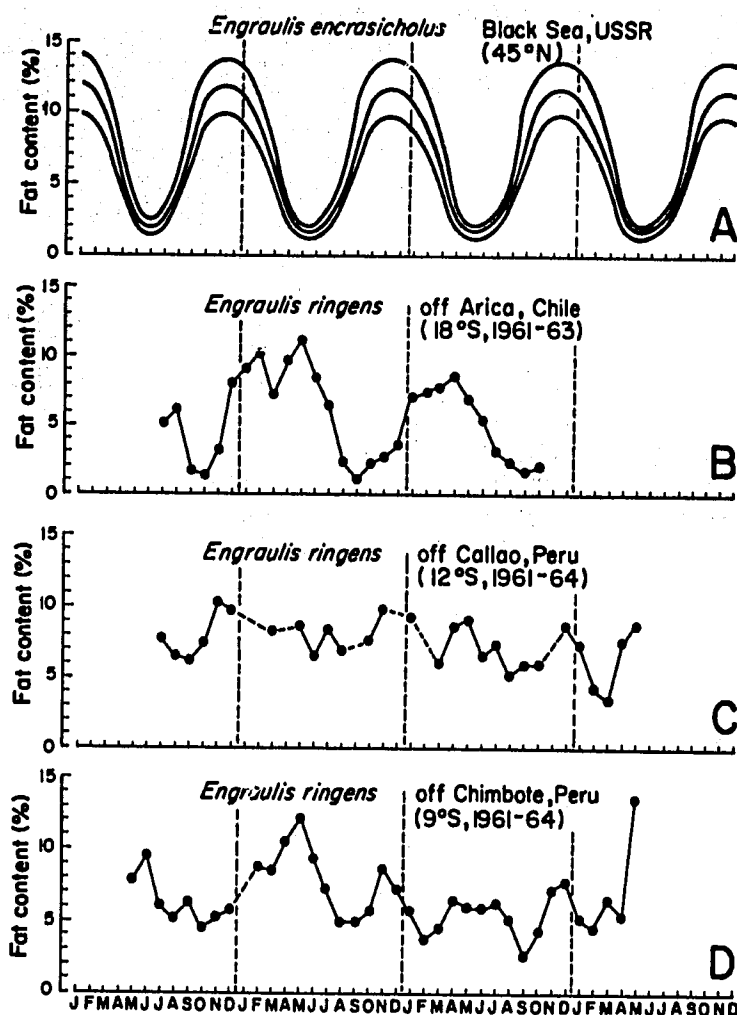 Engraulis encrasicholus Black Sea, USSR
(45°N)
Fat content (%)
15
10
5
0
A
Engraulis ringens off Arica, Chile
(18°S, 1961-63)
Fat content (%)
15
10
5
0
B
Engraulis ringens off Callao, Peru
(12°S, 1961-64)
Fat content (%)
15
10
5
0
C
Engraulis ringens off Chimbote, Peru
(9°S, 1961-64)
Fat content (%)
15
10
5
0
D
J F M A M J J A S O N D J F M A M J J A S O N D J F M A M J J A S O N D J F M A M J J A S O N D